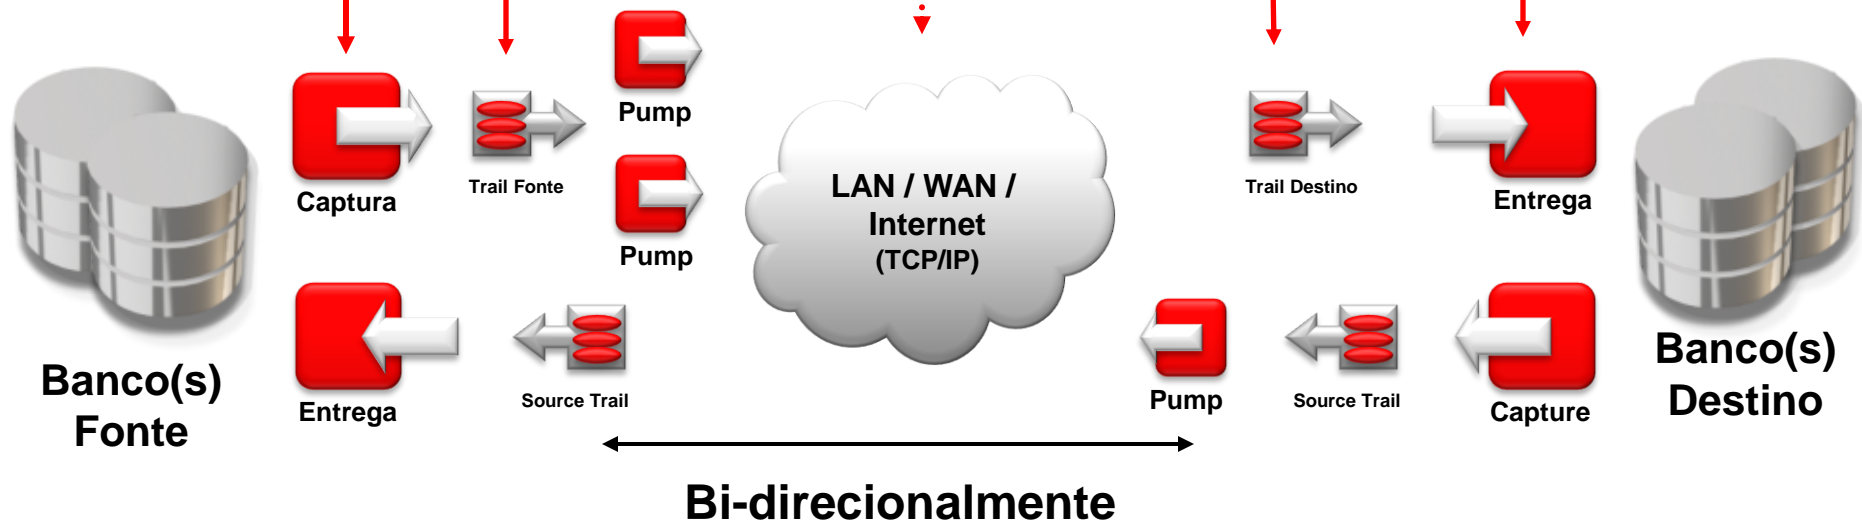 Pump
Captura
Trail Fonte
Pump
LAN / WAN /
Internet
(TCP/IP)
Trail Destino
Entrega
Banco(s)
Fonte
Entrega
Source Trail
Pump
Source Trail
Capture
Banco(s)
Destino
Bi-direcionalmente